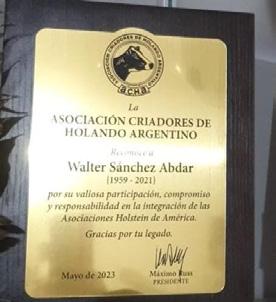 ASOCIACIÓN CRIADORES DE HOLANDO ARGENTINO
acha
La
ASOCIACIÓN CRIADORES DE
HOLANDO ARGENTINO
Reconoce a
Walter Sánchez Abdar
(1959 - 2021)
por su valiosa participación, compromiso
y responsabilidad en la integración de las
Asociaciones Holstein de América.
Gracias por tu legado.
Mayo de 2023
Máximo Russ
PRESIDENTE